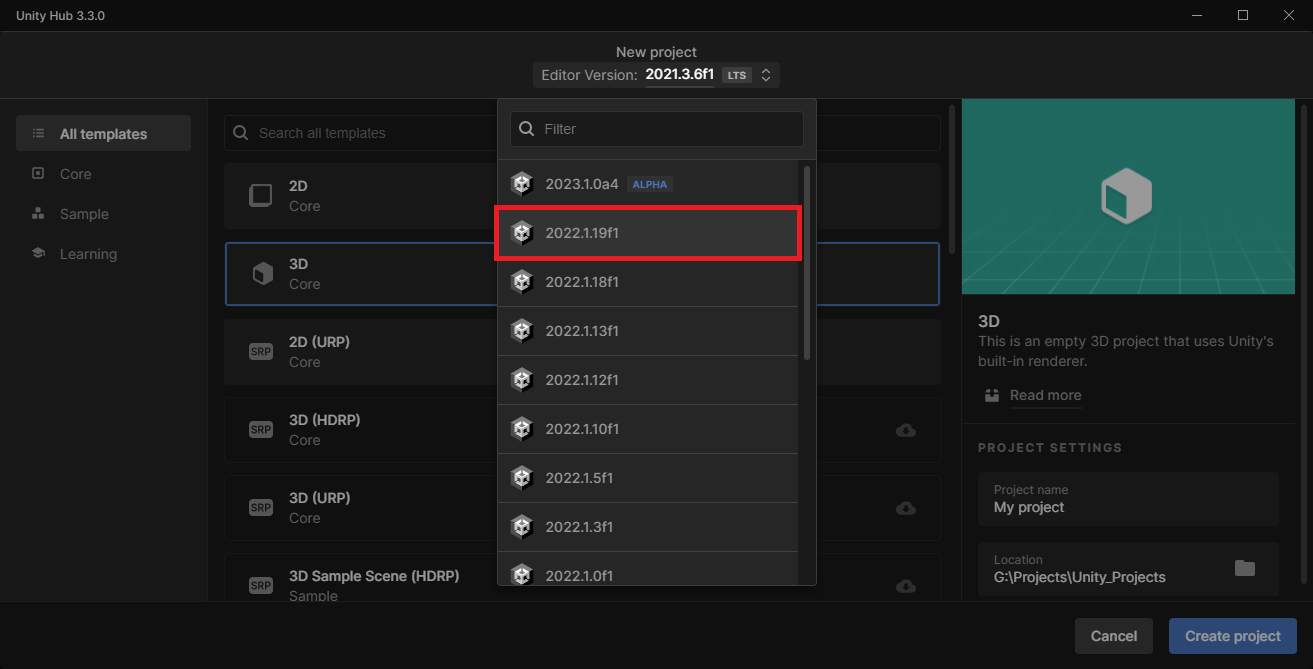 Unity Hub 3.3.0
New project
Editor Version: 2021.3.6f1 LTS
All templates
Core
Sample
Learning
Search all templates
2D
Core
3D
Core
2D (URP)
Core
SRP
3D (HDRP)
Core
SRP
3D (URP)
Core
SRP
3D Sample Scene (HDRP)
Sample
SRP
Filter
2023.1.0a4 ALPHA
2022.1.19f1
2022.1.18f1
2022.1.13f1
2022.1.12f1
2022.1.10f1
2022.1.5f1
2022.1.3f1
2022.1.0f1
3D
This is an empty 3D project that uses Unity's
built-in renderer.
Read more
PROJECT SETTINGS
Project name
My project
Location
G:\Projects\Unity_Projects
Cancel
Create project